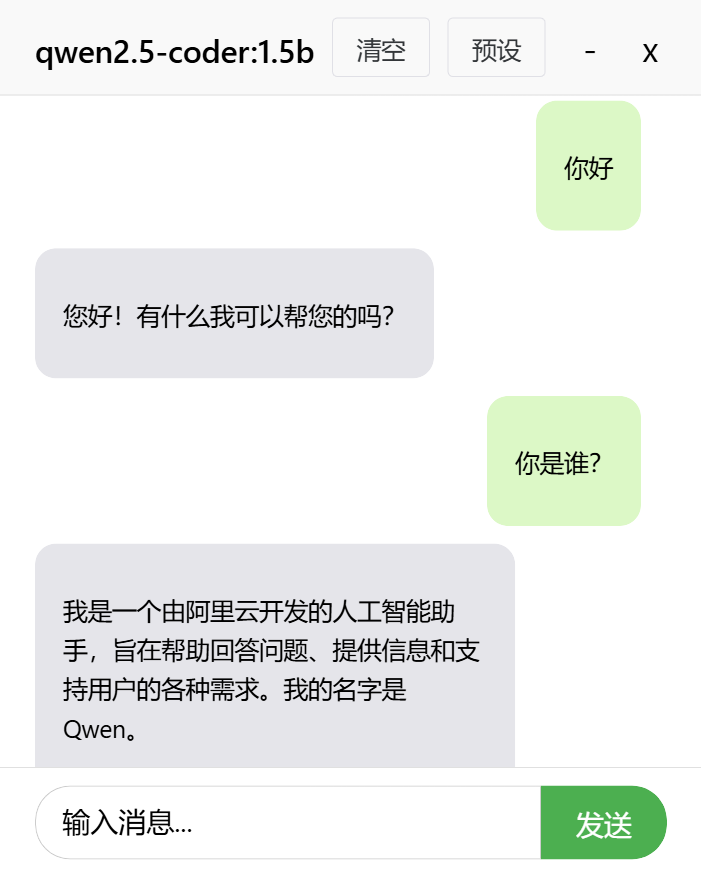 qwen2.5-coder:1.5b 清空 预设 - x
你好
您好！有什么我可以帮您的吗？
你是谁？
我是一个由阿里云开发的人工智能助
手，旨在帮助回答问题、提供信息和支
持用户的各种需求。我的名字是
Qwen。
输入消息... 发送